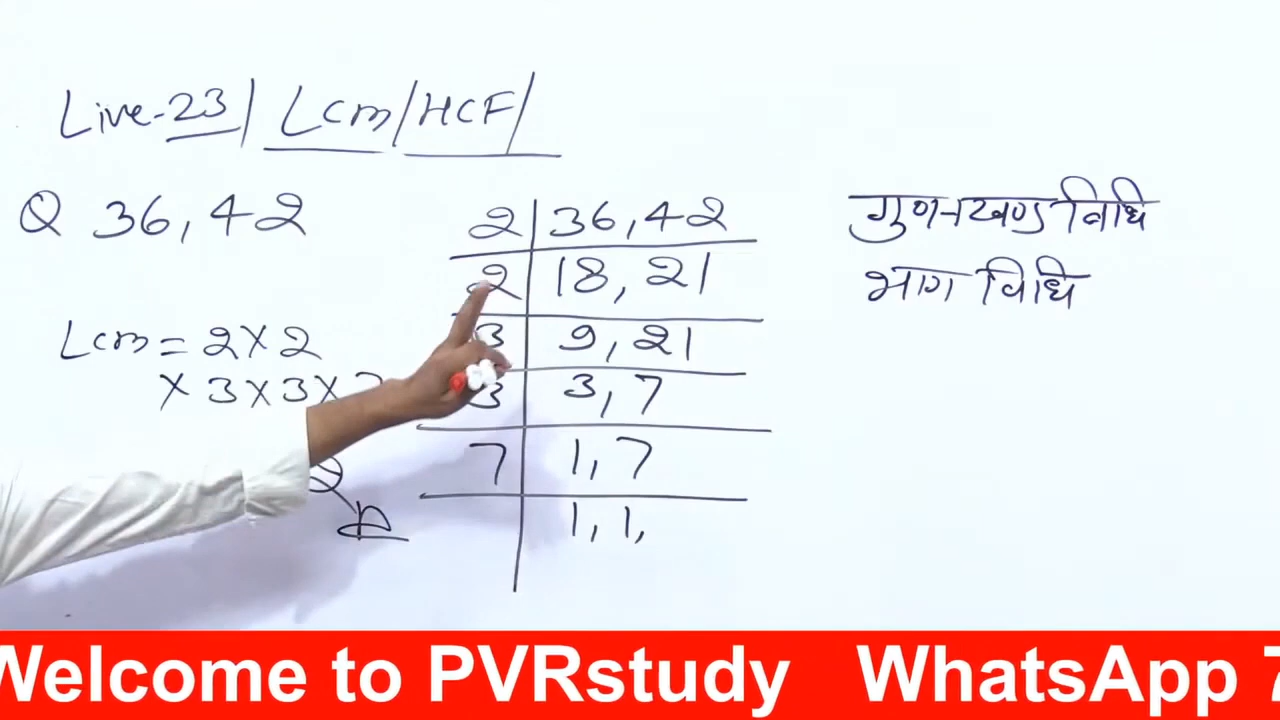 Live-23/ Lcm/HCF/
Q 36,42
2 36,42
2 18,21
3 9,21
3 3,7
7 1,7
1,1,
Lcm = 2×2
×3×3×
गुणनखण्ड विधि
भाग विधि
Welcome to PVRstudy WhatsApp 7